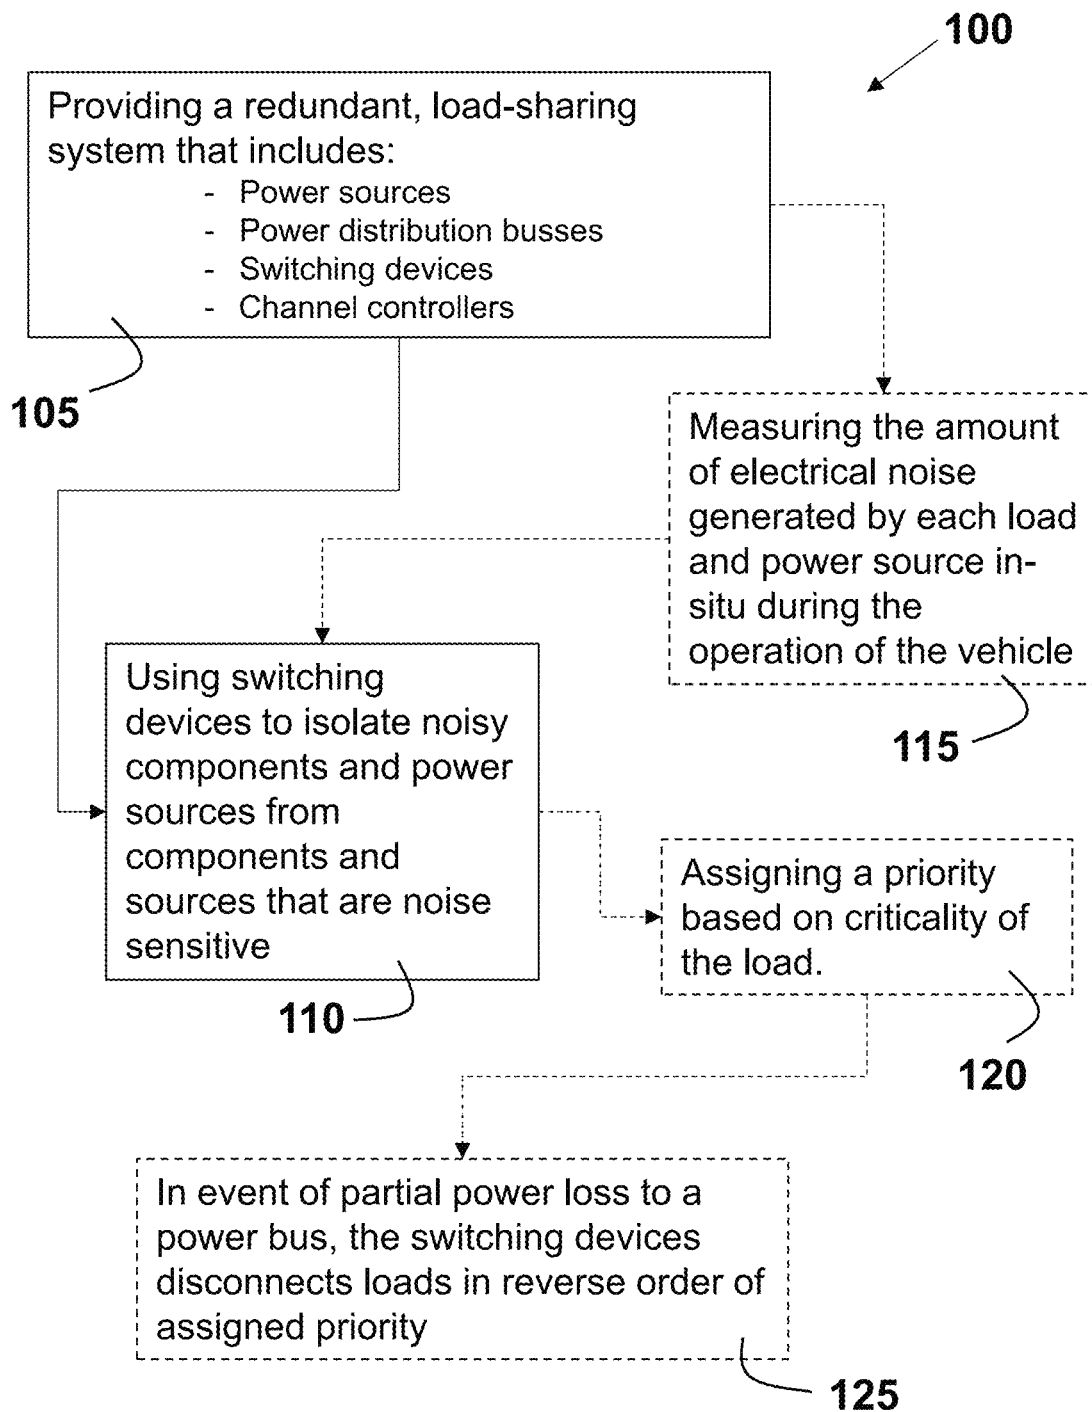 100
Providing a redundant, load-sharing
system that includes:
- Power sources
- Power distribution busses
- Switching devices
- Channel controllers
105
Measuring the amount
of electrical noise
generated by each load
and power source in-
situ during the
operation of the vehicle
115
Using switching
devices to isolate noisy
components and power
sources from
components and
sources that are noise
sensitive
110
Assigning a priority
based on criticality of
the load.
120
In event of partial power loss to a
power bus, the switching devices
disconnects loads in reverse order of
assigned priority
125